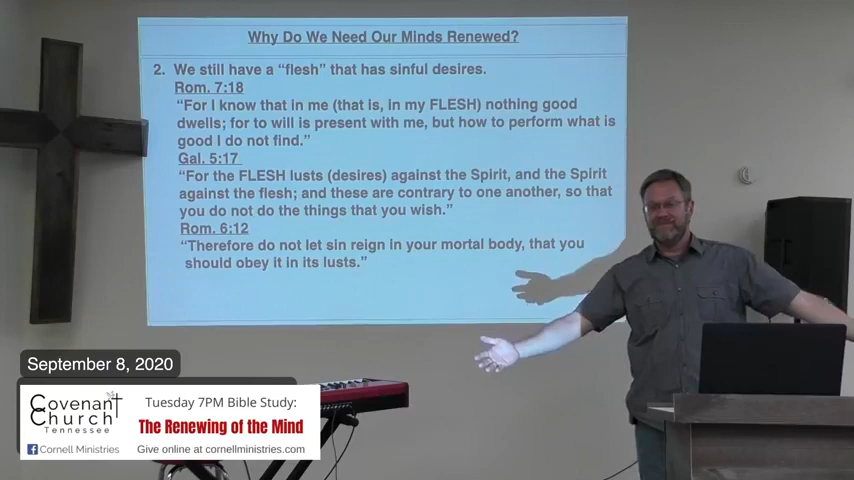 Why Do We Need Our Minds Renewed?
2. We still have a “flesh” that has sinful desires.
Rom. 7:18
“For I know that in me (that is, in my FLESH) nothing good
dwells; for to will is present with me, but how to perform what is
good I do not find.”
Gal. 5:17
“For the FLESH lusts (desires) against the Spirit, and the Spirit
against the flesh; and these are contrary to one another, so that
you do not do the things that you wish.”
Rom. 6:12
“Therefore do not let sin reign in your mortal body, that you
should obey it in its lusts.”
September 8, 2020
Covenant
Church
Tennessee
Cornell Ministries
Tuesday 7PM Bible Study:
The Renewing of the Mind
Give online at cornellministries.com